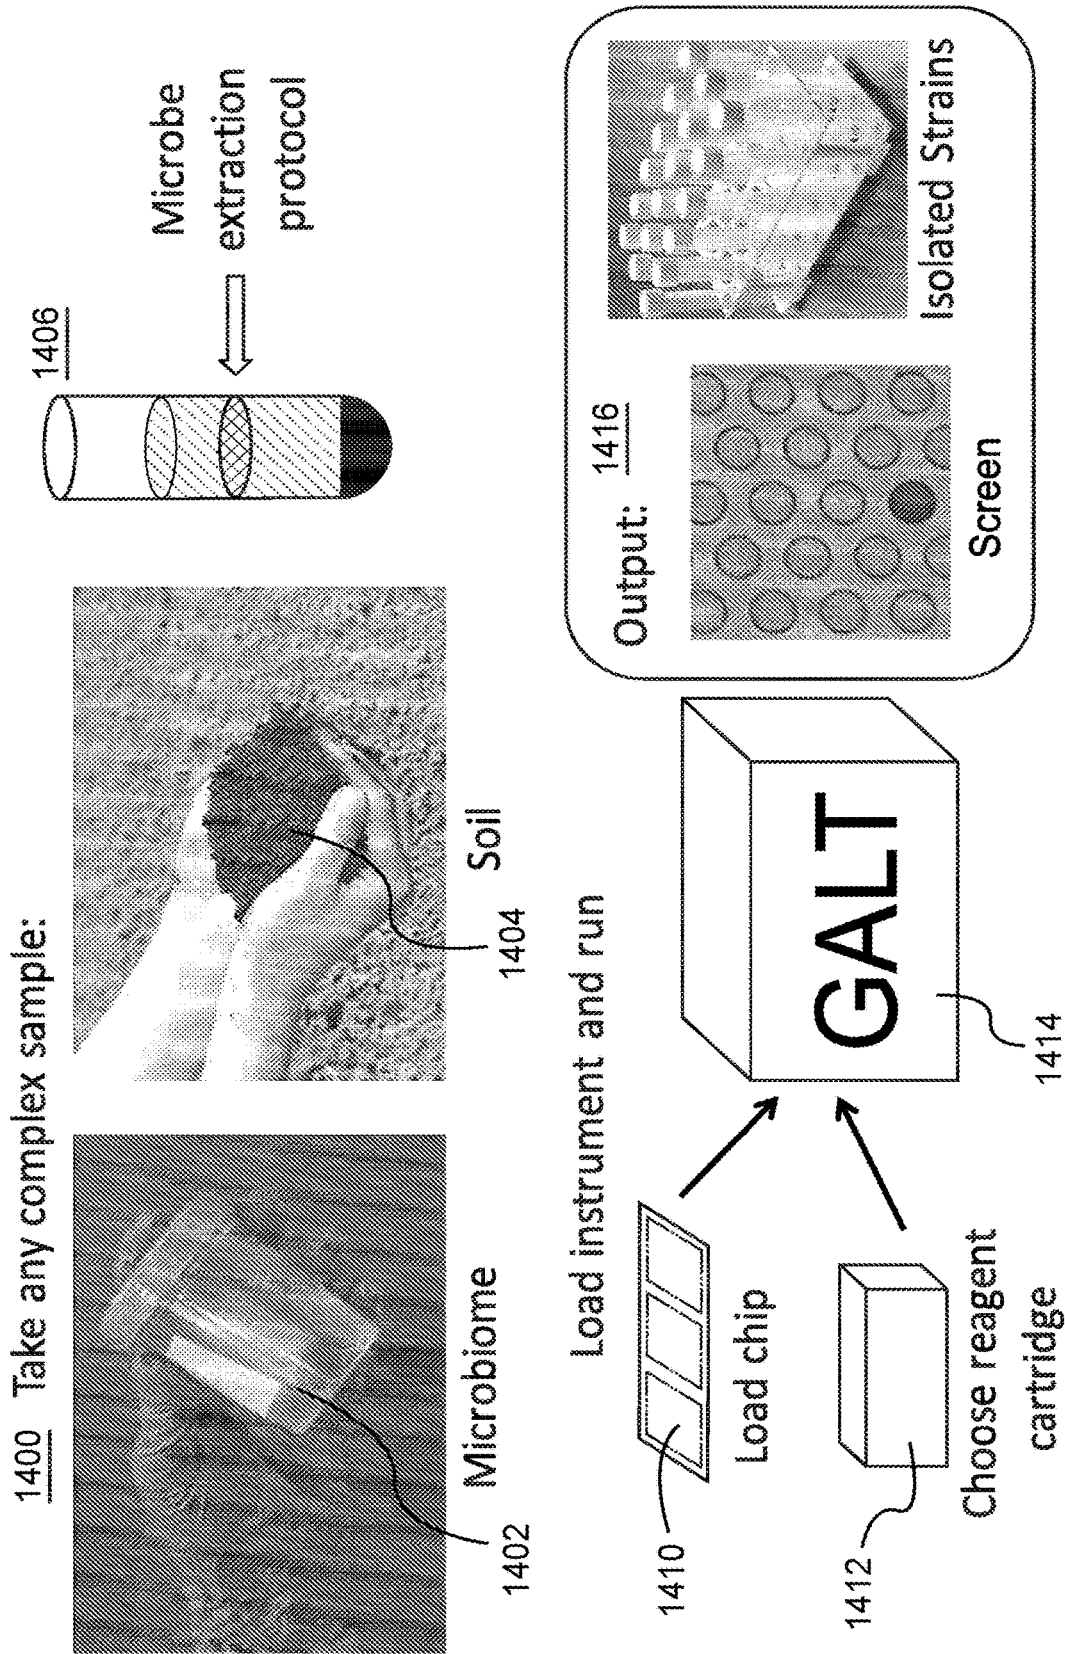 1400 Take any complex sample:
1406
Microbe
extraction
protocol
Microbiome
Soil
1402
1404
Load instrument and run
1410
Load chip
1412
Choose reagent
cartridge
GALT
1414
Output: 1416
Screen
Isolated Strains